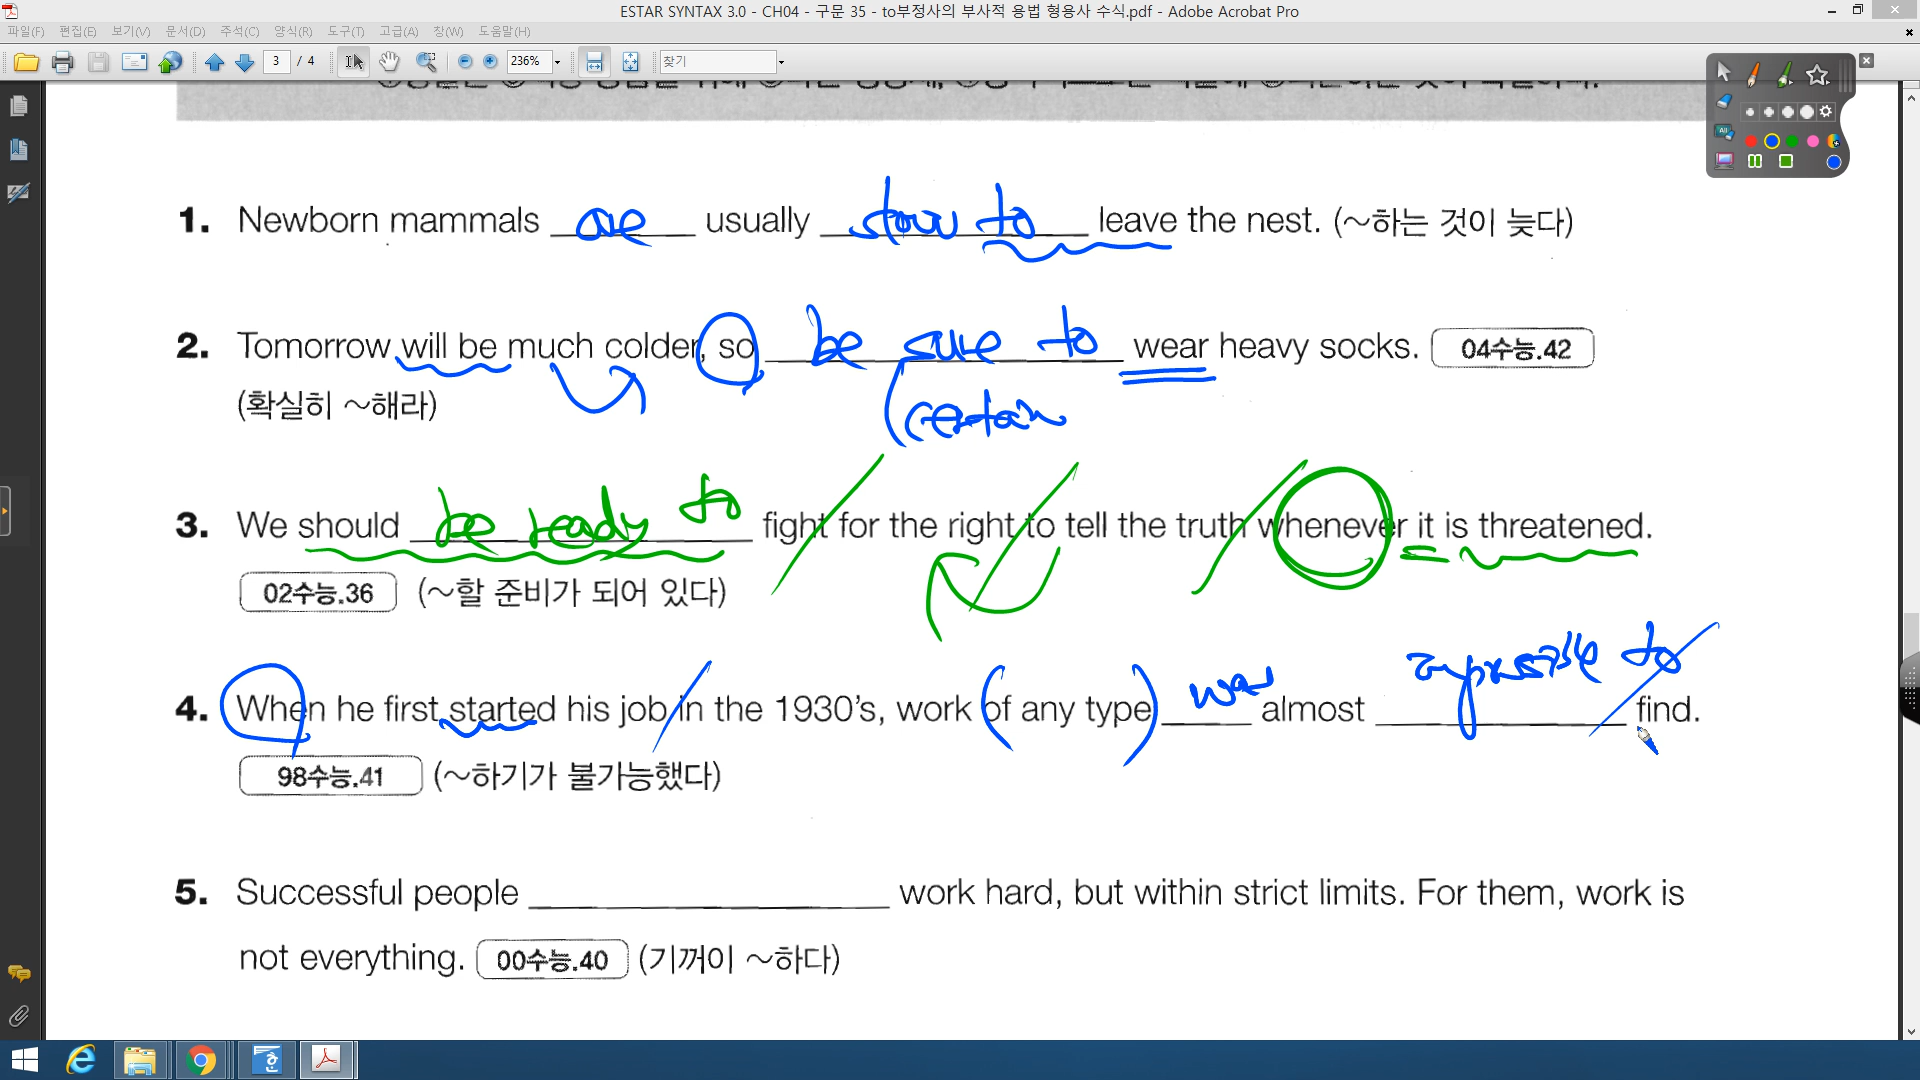 ESTAR SYNTAX 3.0 - CH04 - 구문 35 - to부정사의 부사적 용법 형용사 수식.pdf - Adobe Acrobat Pro
파일(F) 편집(E) 보기(V) 문서(D) 주석(C) 양식(R) 도구(T) 고급(A) 창(W) 도움말(H)
3 / 4 236% 찾기
1. Newborn mammals are usually slow to leave the nest. (~하는 것이 늦다)
2. Tomorrow will be much colder, so be sure to wear heavy socks. 04수능.42
(확실히 ~해라) certain
3. We should be ready to fight for the right to tell the truth whenever it is threatened.
02수능.36 (~할 준비가 되어 있다)
4. When he first started his job in the 1930's, work of any type was almost impossible to find.
98수능.41 (~하기가 불가능했다)
5. Successful people work hard, but within strict limits. For them, work is
not everything. 00수능.40 (기꺼이 ~하다)